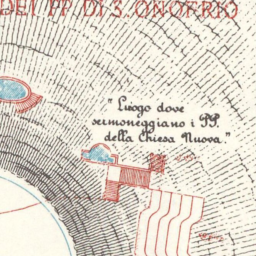 DEI PP DI S. ONOFRIO
"Luogo dove
sermoneggiano i PP.
della Chiesa Nuova."